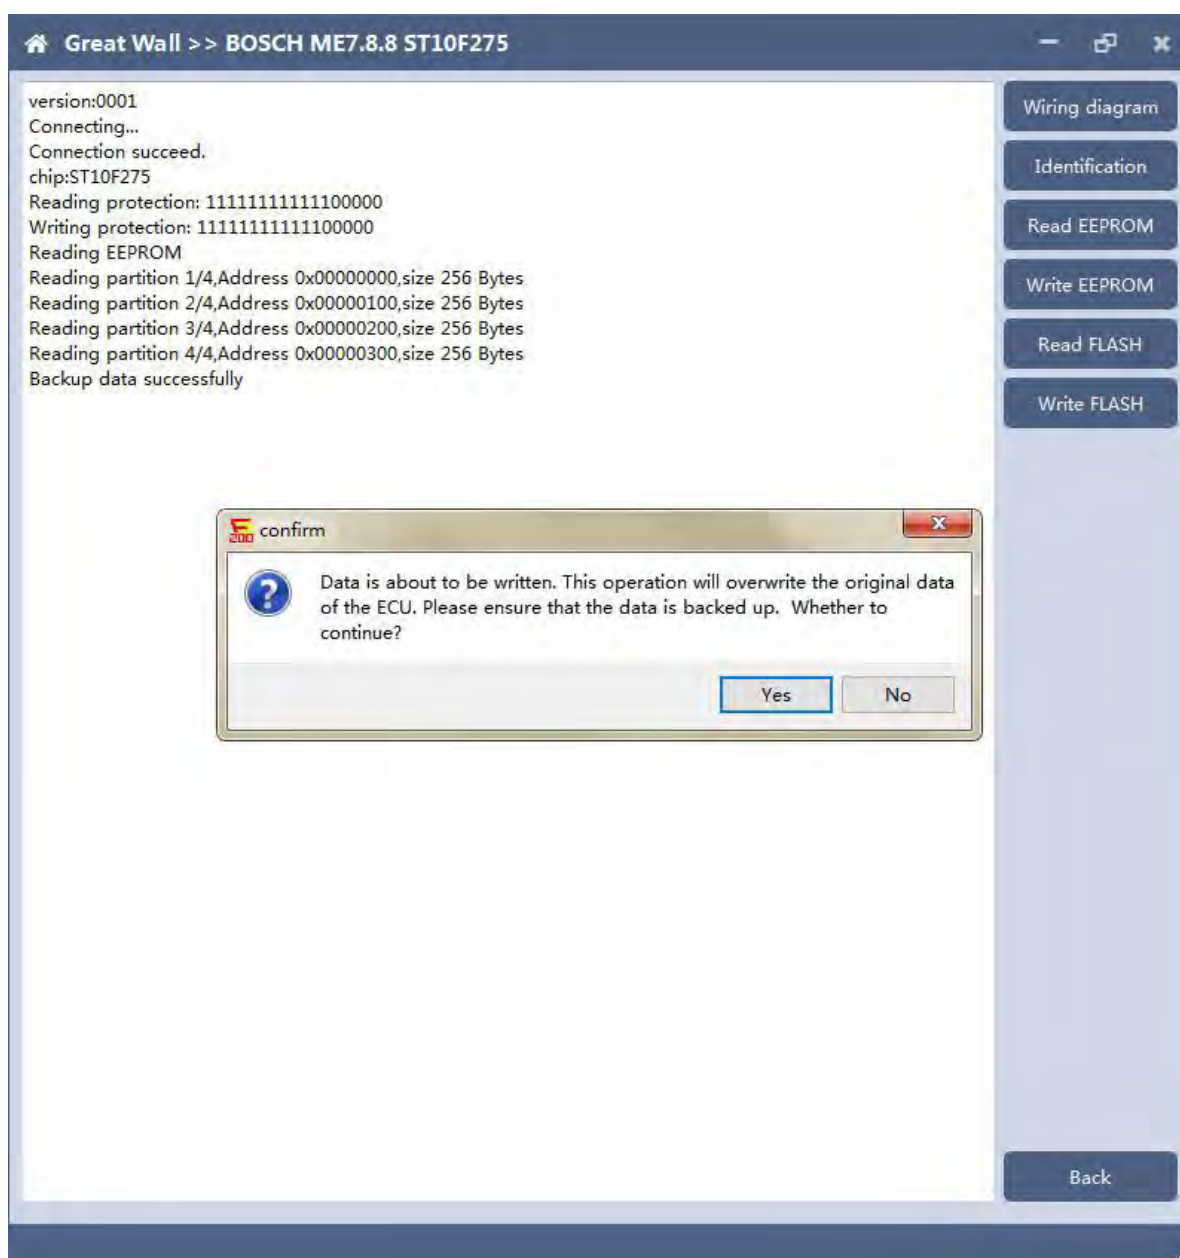 Great Wall >> BOSCH ME7.8.8 ST10F275
version:0001
Connecting...
Connection succeed.
chip:ST10F275
Reading protection: 11111111111100000
Writing protection: 11111111111100000
Reading EEPROM
Reading partition 1/4,Address 0x00000000,size 256 Bytes
Reading partition 2/4,Address 0x00000100,size 256 Bytes
Reading partition 3/4,Address 0x00000200,size 256 Bytes
Reading partition 4/4,Address 0x00000300,size 256 Bytes
Backup data successfully
Wiring diagram
Identification
Read EEPROM
Write EEPROM
Read FLASH
Write FLASH
200 confirm
Data is about to be written. This operation will overwrite the original data
of the ECU. Please ensure that the data is backed up.  Whether to
continue?
Yes
No
Back